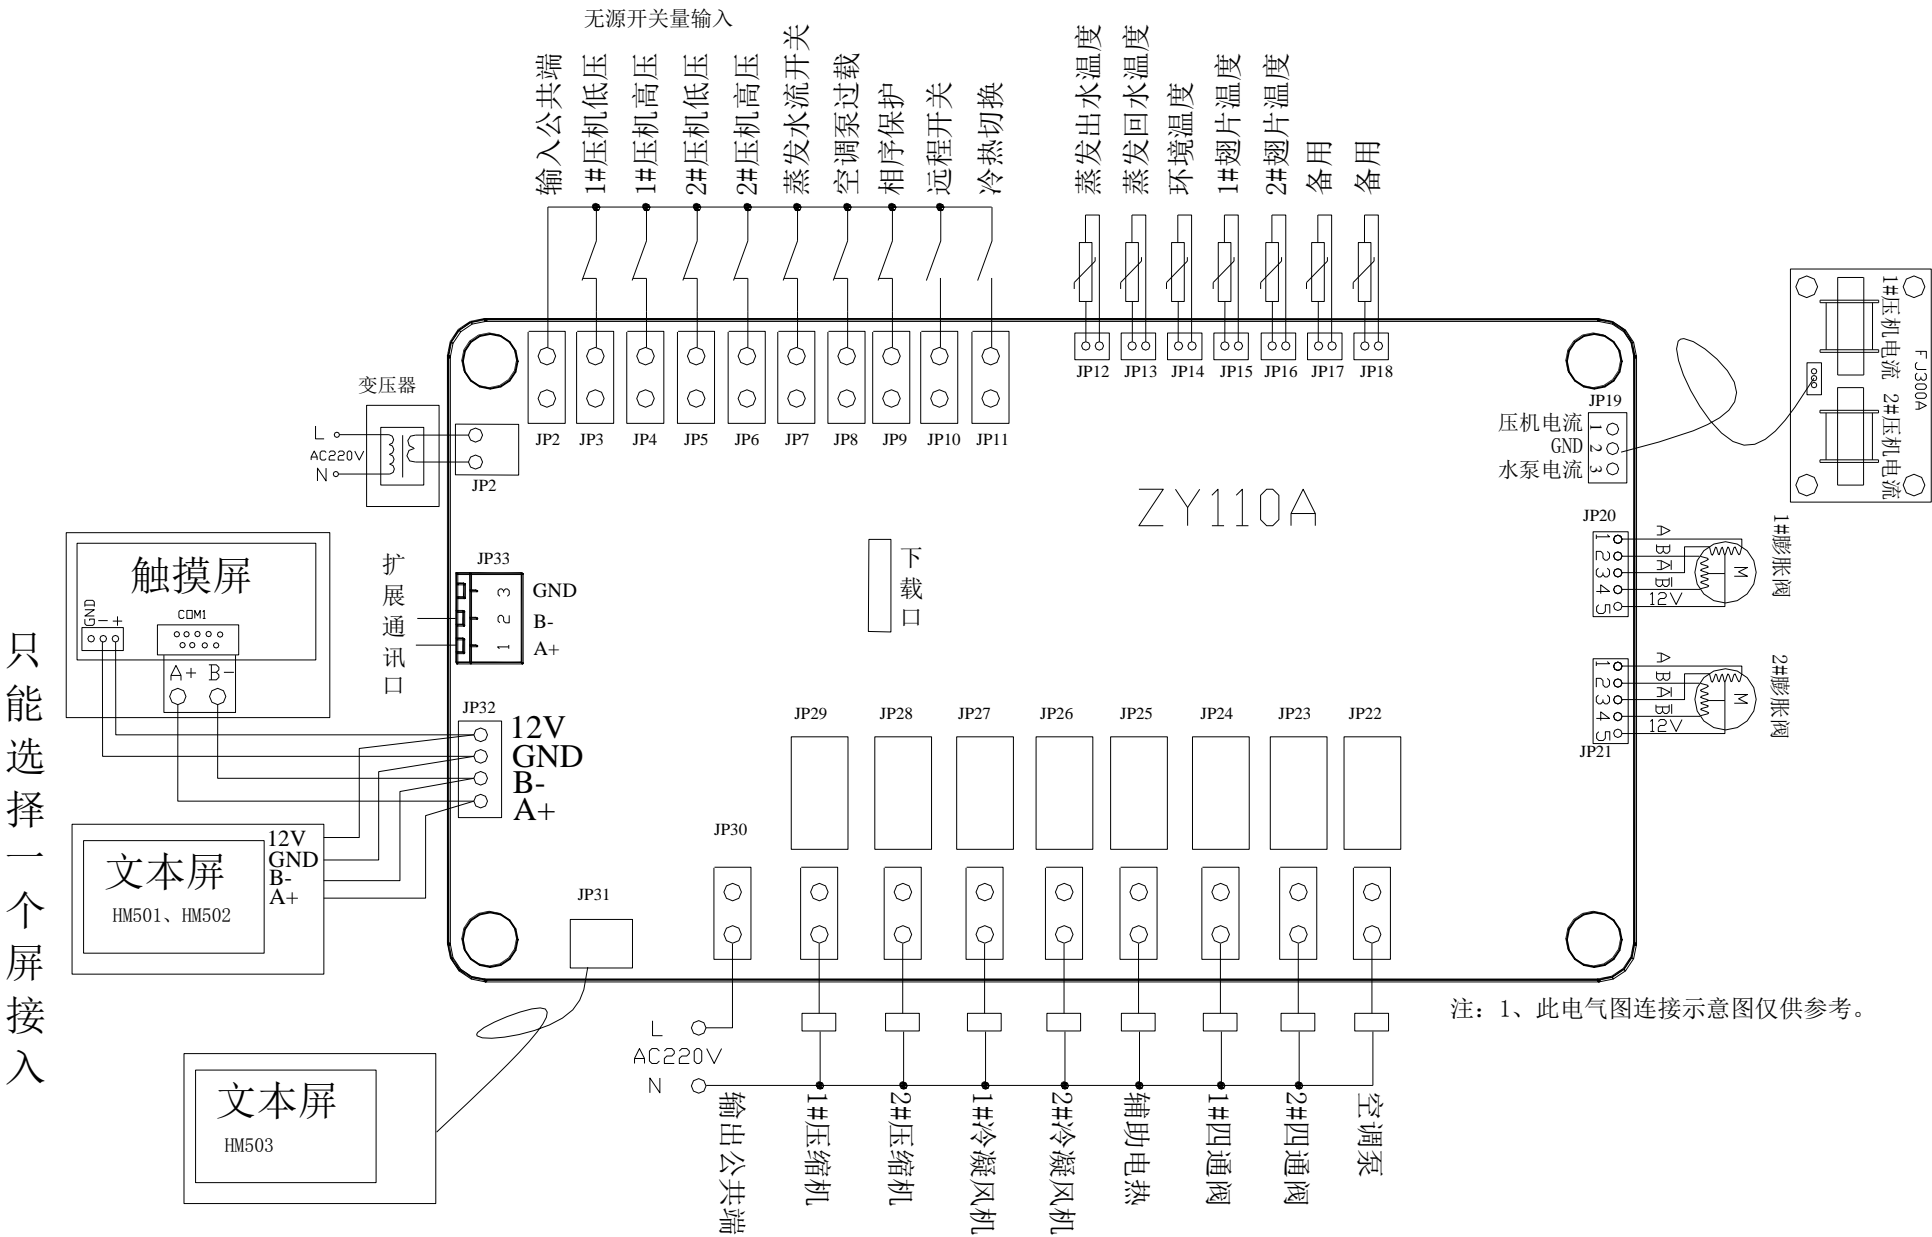 无源开关量输入
输入公共端
1#压机低压
1#压机高压
2#压机低压
2#压机高压
蒸发水流开关
空调泵过载
相序保护
远程开关
冷热切换
蒸发出水温度
蒸发回水温度
环境温度
1#翅片温度
2#翅片温度
备用
备用
JP2
JP3
JP4
JP5
JP6
JP7
JP8
JP9
JP10
JP11
JP12
JP13
JP14
JP15
JP16
JP17
JP18
变压器
L
AC220V
N
JP2
JP19
压机电流
GND
水泵电流
1
2
3
1#压机电流
2#压机电流
FJ300A
ZY110A
下载口
JP20
1
2
3
4
5
A
B
A
B
12V
M
1#膨胀阀
1
2
3
4
5
A
B
A
B
12V
M
2#膨胀阀
JP21
JP33
扩展通讯口
3
2
1
GND
B-
A+
触摸屏
GND
-
+
COM1
A+
B-
只能选择一个屏接入
JP32
12V
GND
B-
A+
文本屏
HM501、HM502
12V
GND
B-
A+
JP31
文本屏
HM503
JP30
JP29
JP28
JP27
JP26
JP25
JP24
JP23
JP22
L
AC220V
N
输出公共端
1#压缩机
2#压缩机
1#冷凝风机
2#冷凝风机
辅助电热
1#四通阀
2#四通阀
空调泵
注：1、此电气图连接示意图仅供参考。